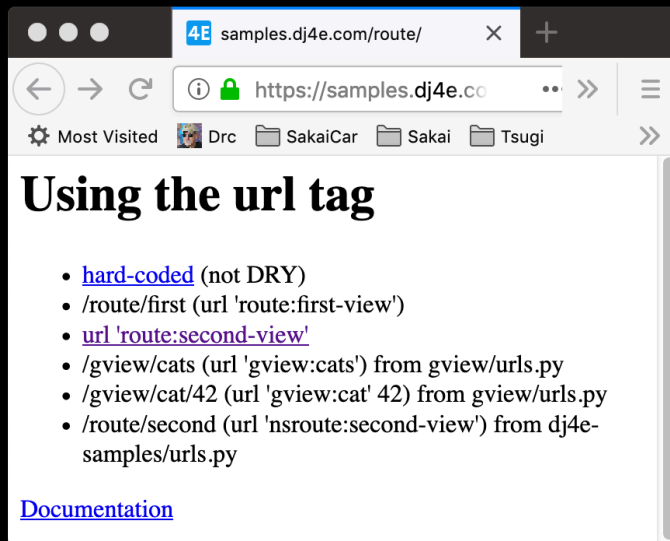 4E samples.dj4e.com/route/
https://samples.dj4e.co
Most Visited Drc SakaiCar Sakai Tsugi
Using the url tag
hard-coded (not DRY)
/route/first (url 'route:first-view')
url 'route:second-view'
/gview/cats (url 'gview:cats') from gview/urls.py
/gview/cat/42 (url 'gview:cat' 42) from gview/urls.py
/route/second (url 'nsroute:second-view') from dj4e-
samples/urls.py
Documentation